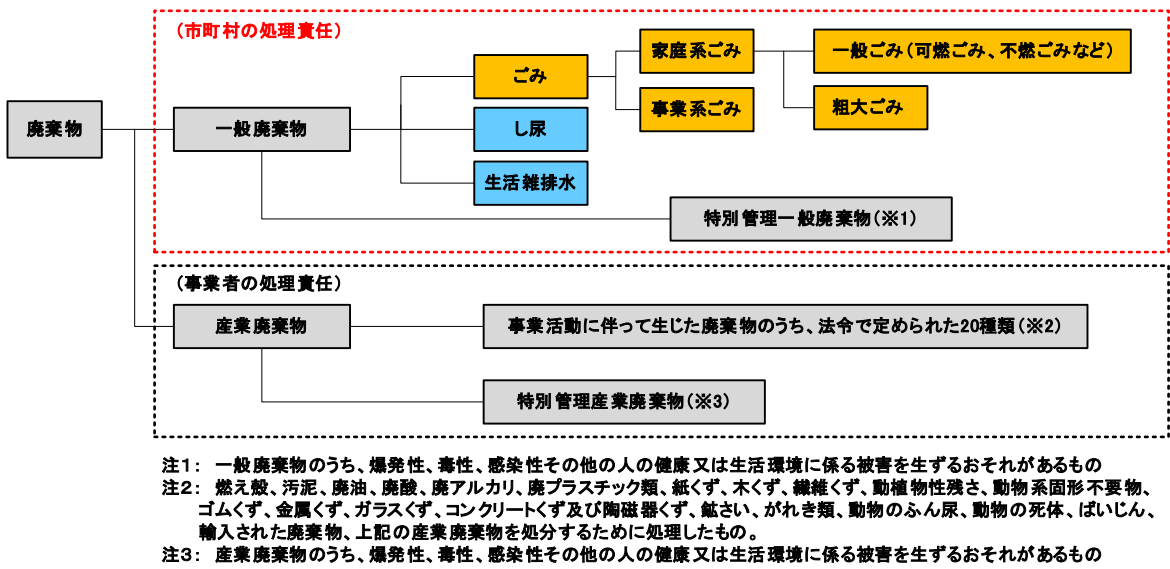 （市町村の処理責任）
廃棄物
一般廃棄物
ごみ
家庭系ごみ
一般ごみ（可燃ごみ、不燃ごみなど）
事業系ごみ
粗大ごみ
し尿
生活雑排水
特別管理一般廃棄物（※1）
（事業者の処理責任）
産業廃棄物
事業活動に伴って生じた廃棄物のうち、法令で定められた20種類（※2）
特別管理産業廃棄物（※3）
注１： 一般廃棄物のうち、爆発性、毒性、感染性その他の人の健康又は生活環境に係る被害を生ずるおそれがあるもの
注２： 燃え殻、汚泥、廃油、廃酸、廃アルカリ、廃プラスチック類、紙くず、木くず、繊維くず、動植物性残さ、動物系固形不要物、
ゴムくず、金属くず、ガラスくず、コンクリートくず及び陶磁器くず、鉱さい、がれき類、動物のふん尿、動物の死体、ばいじん、
輸入された廃棄物、上記の産業廃棄物を処分するために処理したもの。
注３： 産業廃棄物のうち、爆発性、毒性、感染性その他の人の健康又は生活環境に係る被害を生ずるおそれがあるもの